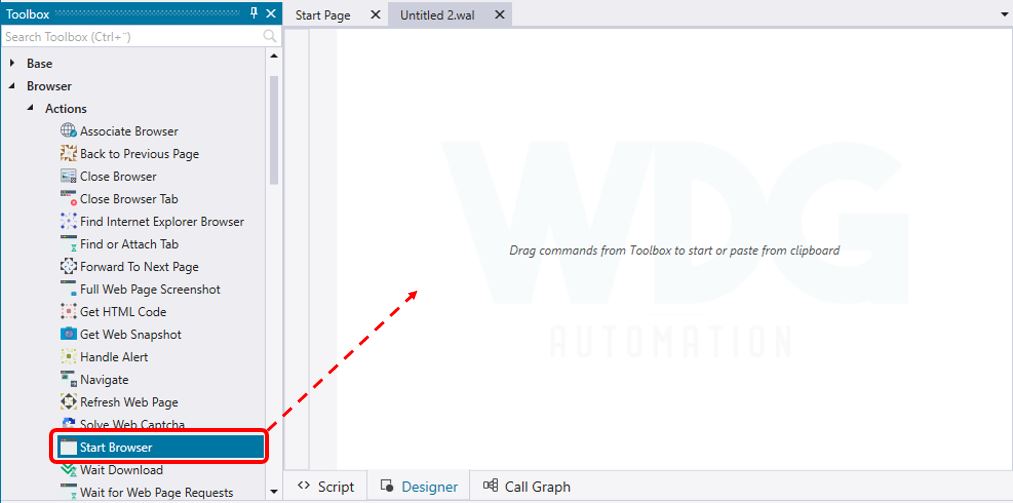 Toolbox
Search Toolbox (Ctrl+¨)
Base
Browser
Actions
Associate Browser
Back to Previous Page
Close Browser
Close Browser Tab
Find Internet Explorer Browser
Find or Attach Tab
Forward To Next Page
Full Web Page Screenshot
Get HTML Code
Get Web Snapshot
Handle Alert
Navigate
Refresh Web Page
Solve Web Captcha
Start Browser
Wait Download
Wait for Web Page Requests
Start Page
Untitled 2.wal
WDG
Drag commands from Toolbox to start or paste from clipboard
AUTOMATION
Script
Designer
Call Graph